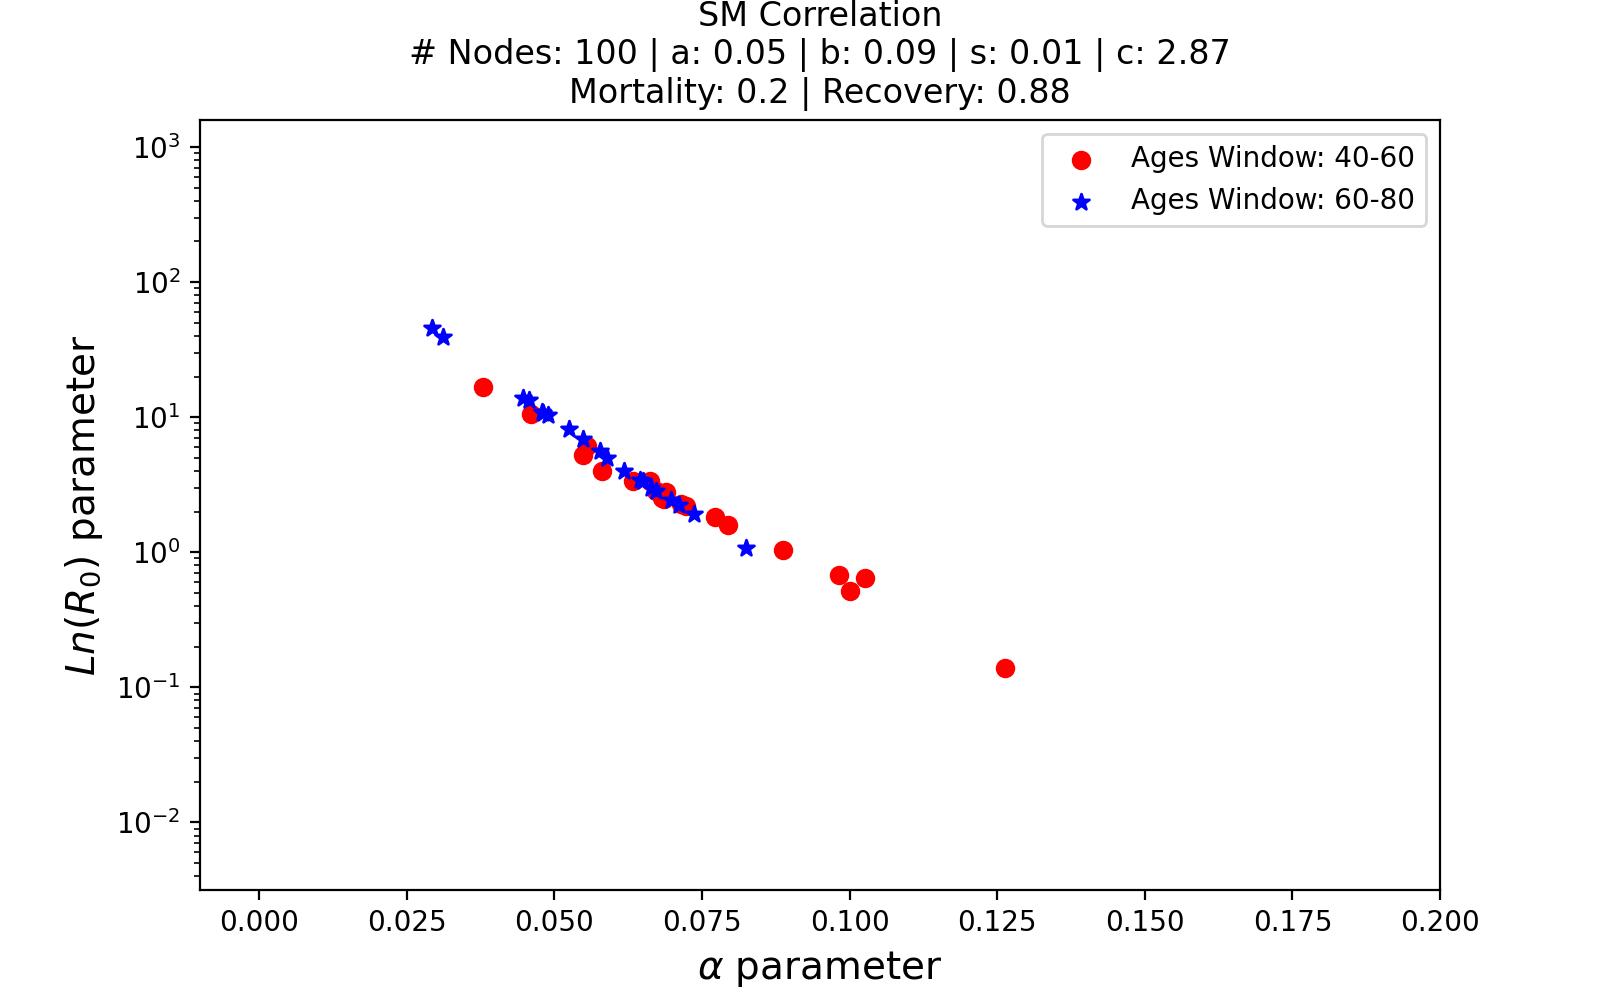 SM Correlation
# Nodes: 100 | a: 0.05 | b: 0.09 | s: 0.01 | c: 2.87
Mortality: 0.2 | Recovery: 0.88
Ages Window: 40-60
Ages Window: 60-80
10³
10²
10¹
10⁰
10⁻¹
10⁻²
Ln(R₀) parameter
0.000 0.025 0.050 0.075 0.100 0.125 0.150 0.175 0.200
α parameter